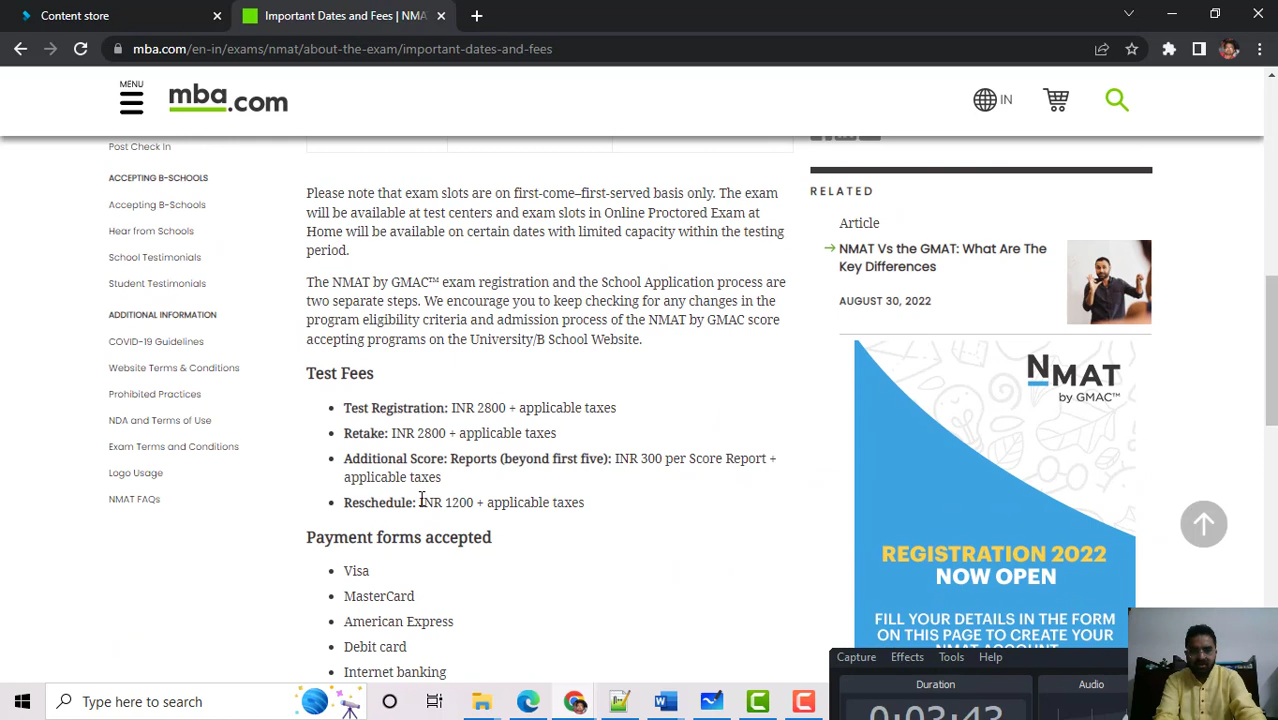 Content store
Important Dates and Fees | NMA
mba.com/en-in/exams/nmat/about-the-exam/important-dates-and-fees
MENU
mba.com
IN
Post Check In
ACCEPTING B-SCHOOLS
Accepting B-Schools
Hear from Schools
School Testimonials
Student Testimonials
ADDITIONAL INFORMATION
COVID-19 Guidelines
Website Terms & Conditions
Prohibited Practices
NDA and Terms of Use
Exam Terms and Conditions
Logo Usage
NMAT FAQs
Please note that exam slots are on first-come–first-served basis only. The exam
will be available at test centers and exam slots in Online Proctored Exam at
Home will be available on certain dates with limited capacity within the testing
period.
The NMAT by GMAC™ exam registration and the School Application process are
two separate steps. We encourage you to keep checking for any changes in the
program eligibility criteria and admission process of the NMAT by GMAC score
accepting programs on the University/B School Website.
Test Fees
Test Registration: INR 2800 + applicable taxes
Retake: INR 2800 + applicable taxes
Additional Score: Reports (beyond first five): INR 300 per Score Report +
applicable taxes
Reschedule: INR 1200 + applicable taxes
Payment forms accepted
Visa
MasterCard
American Express
Debit card
Internet banking
RELATED
Article
NMAT Vs the GMAT: What Are The
Key Differences
AUGUST 30, 2022
NMAT
by GMAC™
REGISTRATION 2022
NOW OPEN
FILL YOUR DETAILS IN THE FORM
ON THIS PAGE TO CREATE YOUR
NMAT ACCOUNT
Capture Effects Tools Help
Duration
Audio
0:03:43
Type here to search